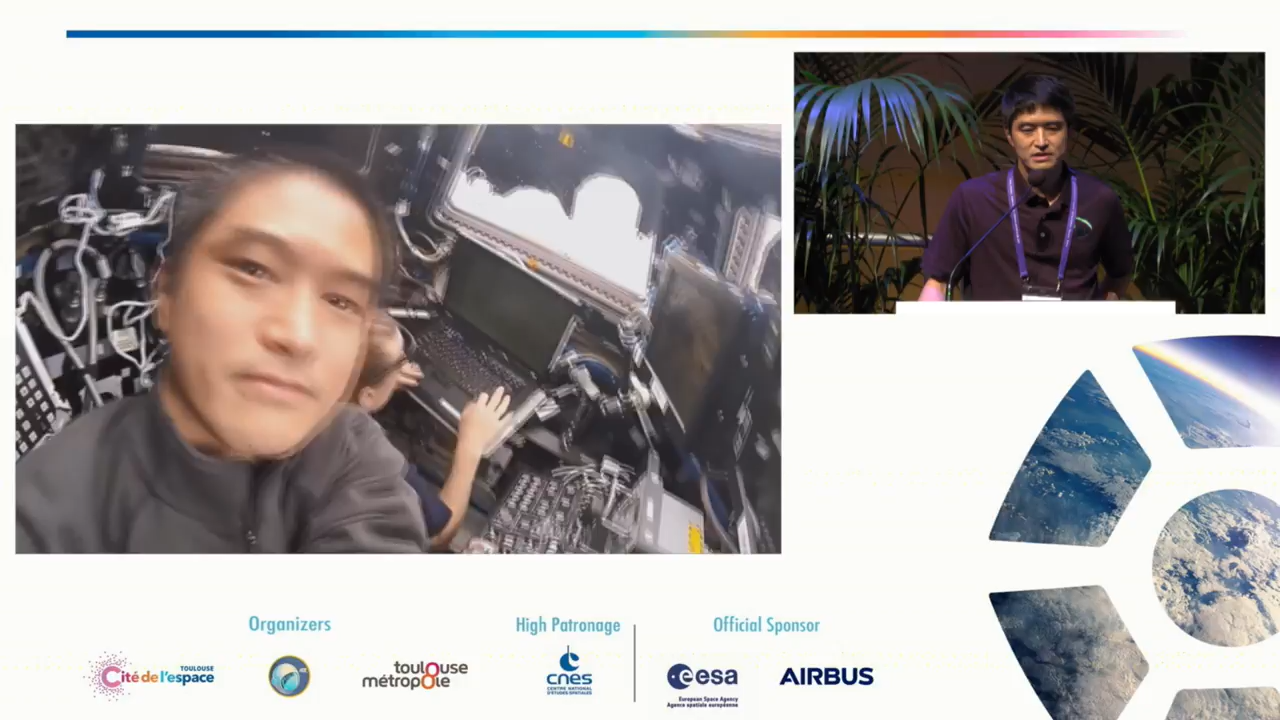 Organizers
High Patronage
Official Sponsor
TOULOUSE
Cité de l'espace
toulouse
métropole
cnes
CENTRE NATIONAL
D'ÉTUDES SPATIALES
esa
European Space Agency
Agence spatiale européenne
AIRBUS